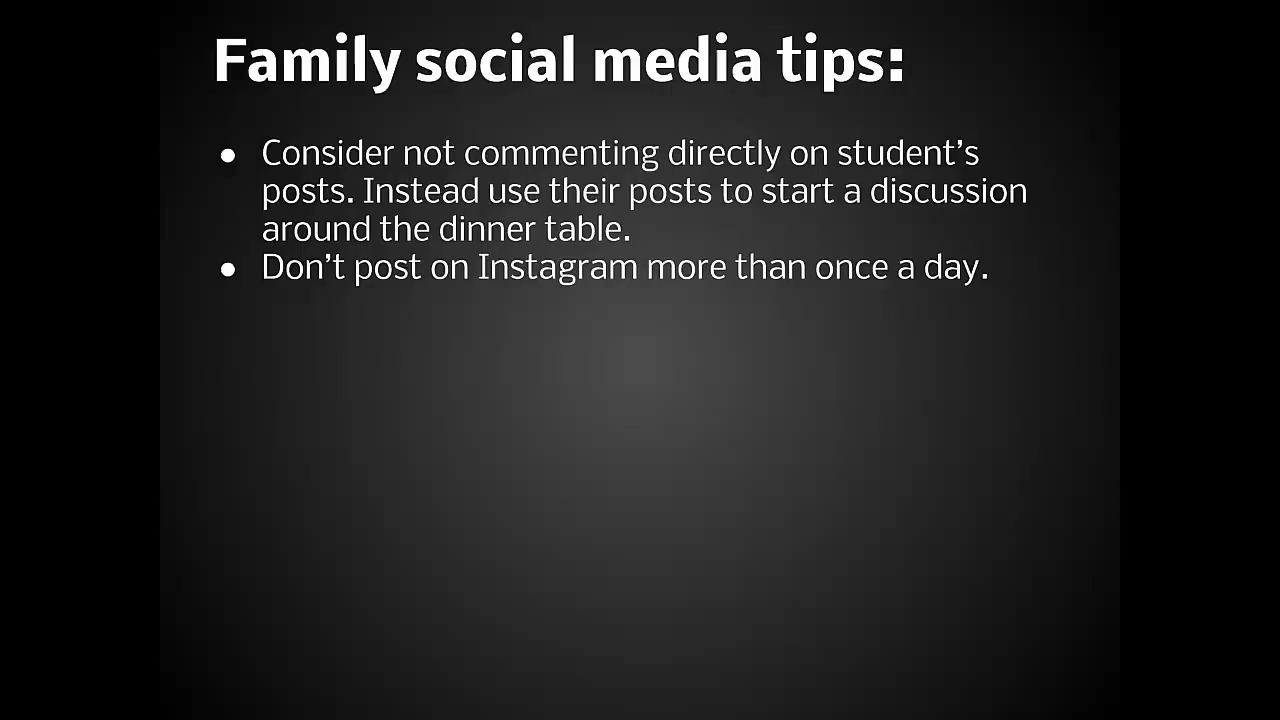 Family social media tips:
● Consider not commenting directly on student’s
posts. Instead use their posts to start a discussion
around the dinner table.
● Don’t post on Instagram more than once a day.